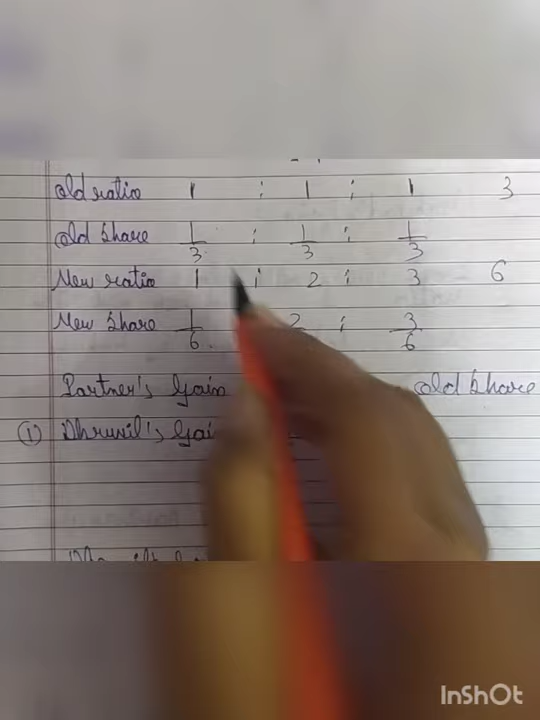 old ratio 1 : 1 : 1 3
old share 1/3 : 1/3 : 1/3
New ratio 1 : 2 : 3 6
New share 1/6 2 : 3/6
Partner's Gain old share
① Dhruvil's Gai
InShOt